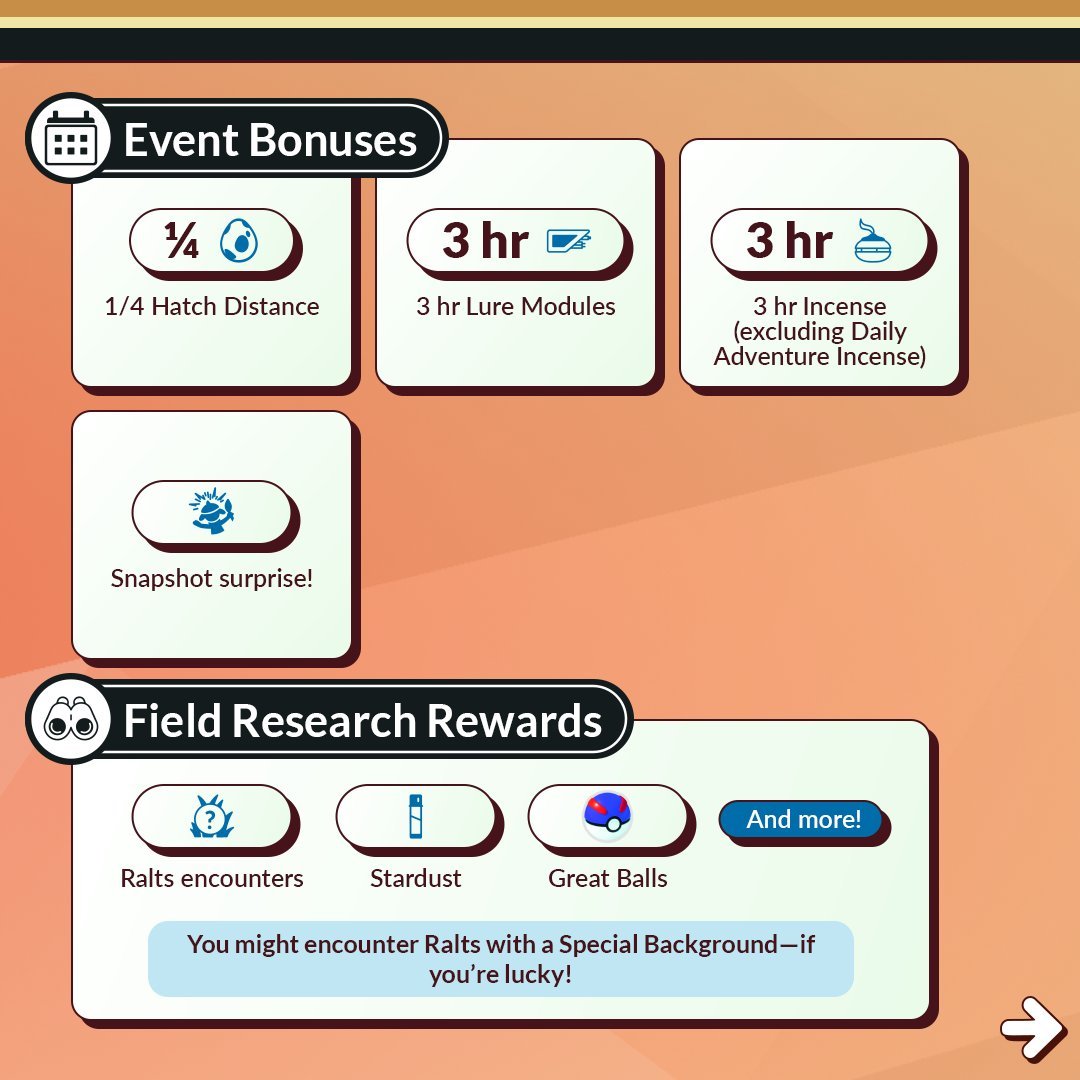 Event Bonuses
¼
1/4 Hatch Distance
3 hr
3 hr Lure Modules
3 hr
3 hr Incense
(excluding Daily
Adventure Incense)
Snapshot surprise!
Field Research Rewards
?
Ralts encounters
Stardust
Great Balls
And more!
You might encounter Ralts with a Special Background—if
you're lucky!